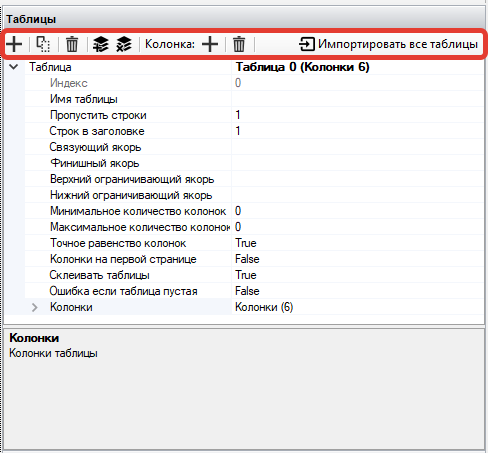 Таблицы
Колонка: Импортировать все таблицы
Таблица Таблица 0 (Колонки 6)
Индекс 0
Имя таблицы
Пропустить строки 1
Строк в заголовке 1
Связующий якорь
Финишный якорь
Верхний ограничивающий якорь
Нижний ограничивающий якорь
Минимальное количество колонок 0
Максимальное количество колонок 0
Точное равенство колонок True
Колонки на первой странице False
Склеивать таблицы True
Ошибка если таблица пустая False
Колонки Колонки (6)
Колонки
Колонки таблицы